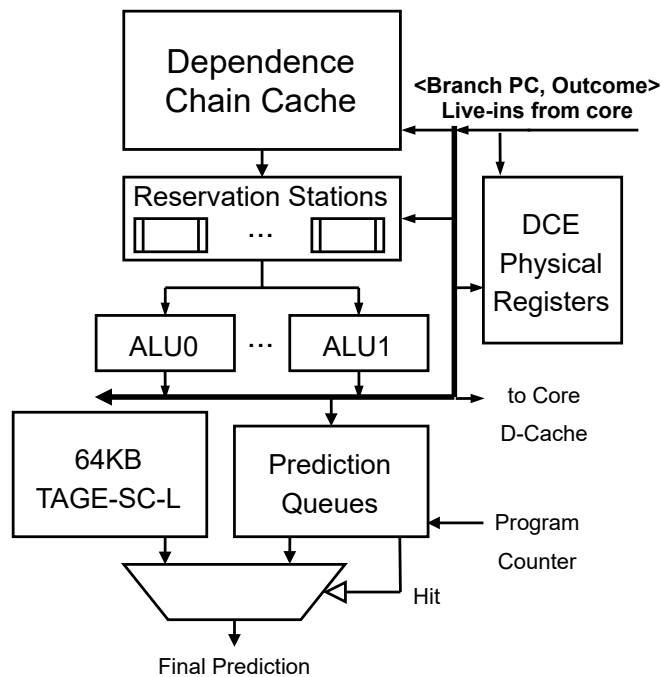 Dependence
Chain Cache
<Branch PC, Outcome>
Live-ins from core
Reservation Stations
...
DCE
Physical
Registers
ALU0
...
ALU1
to Core
D-Cache
64KB
TAGE-SC-L
Prediction
Queues
Program
Counter
Hit
Final Prediction